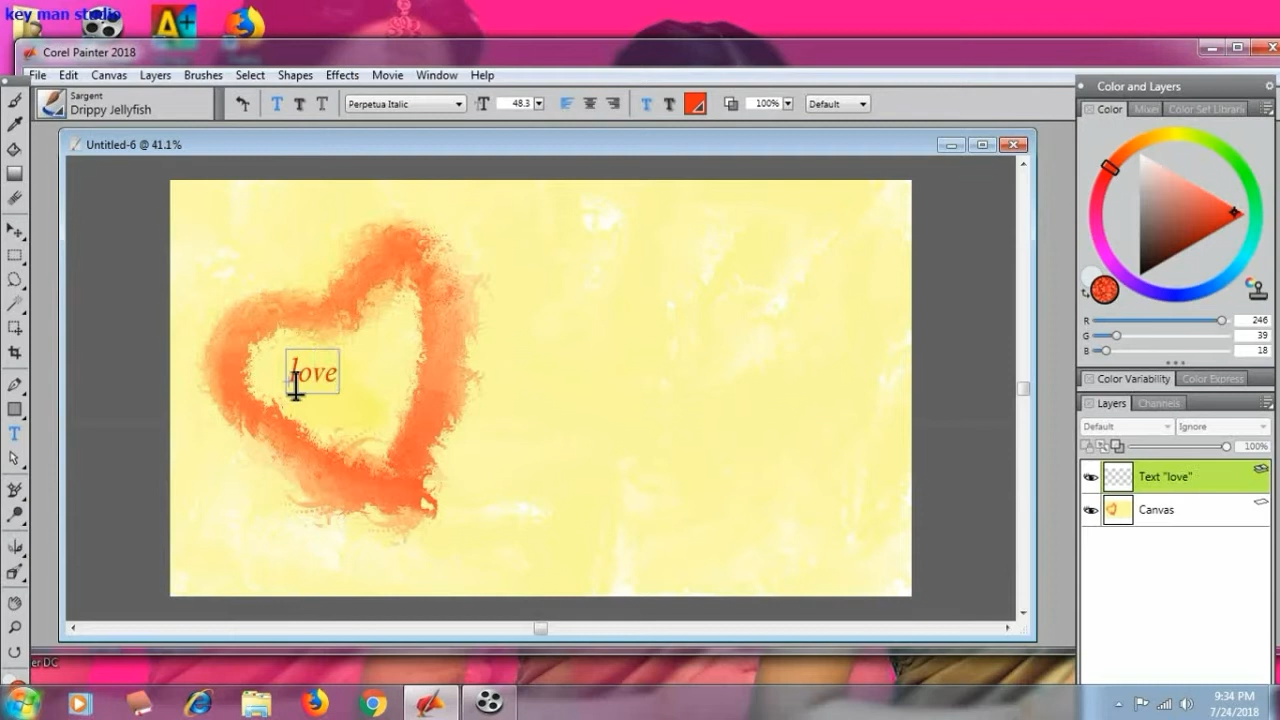 key man studio
Corel Painter 2018
File Edit Canvas Layers Brushes Select Shapes Effects Movie Window Help
Sargent
Drippy Jellyfish
Perpetua Italic
48.3
100%
Default
Color and Layers
Color Mixer Color Set Librari
Untitled-6 @ 41.1%
love
R 246
G 39
B 18
Color Variability Color Express
Layers Channels
Default Ignore
100%
Text "love"
Canvas
er DC
9:34 PM
7/24/2018